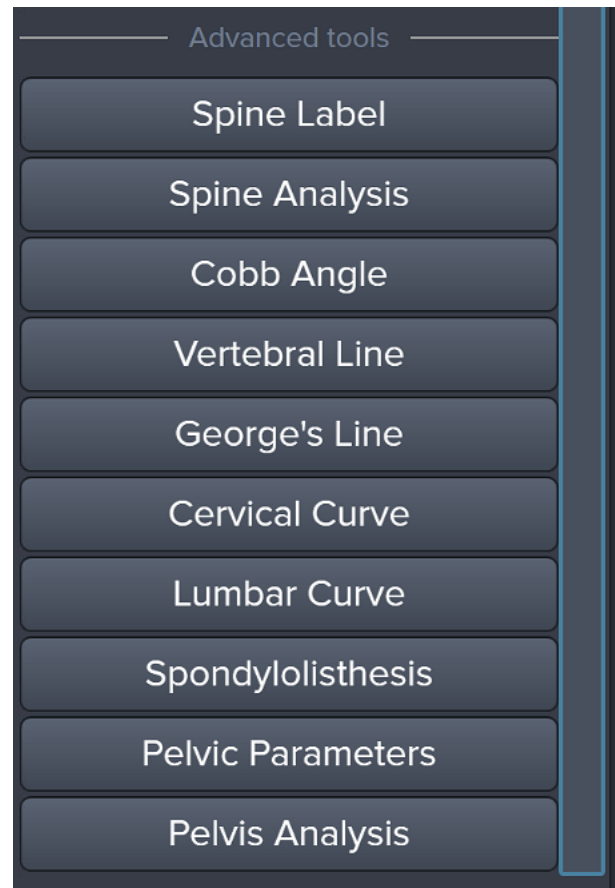 Advanced tools
Spine Label
Spine Analysis
Cobb Angle
Vertebral Line
George's Line
Cervical Curve
Lumbar Curve
Spondylolisthesis
Pelvic Parameters
Pelvis Analysis